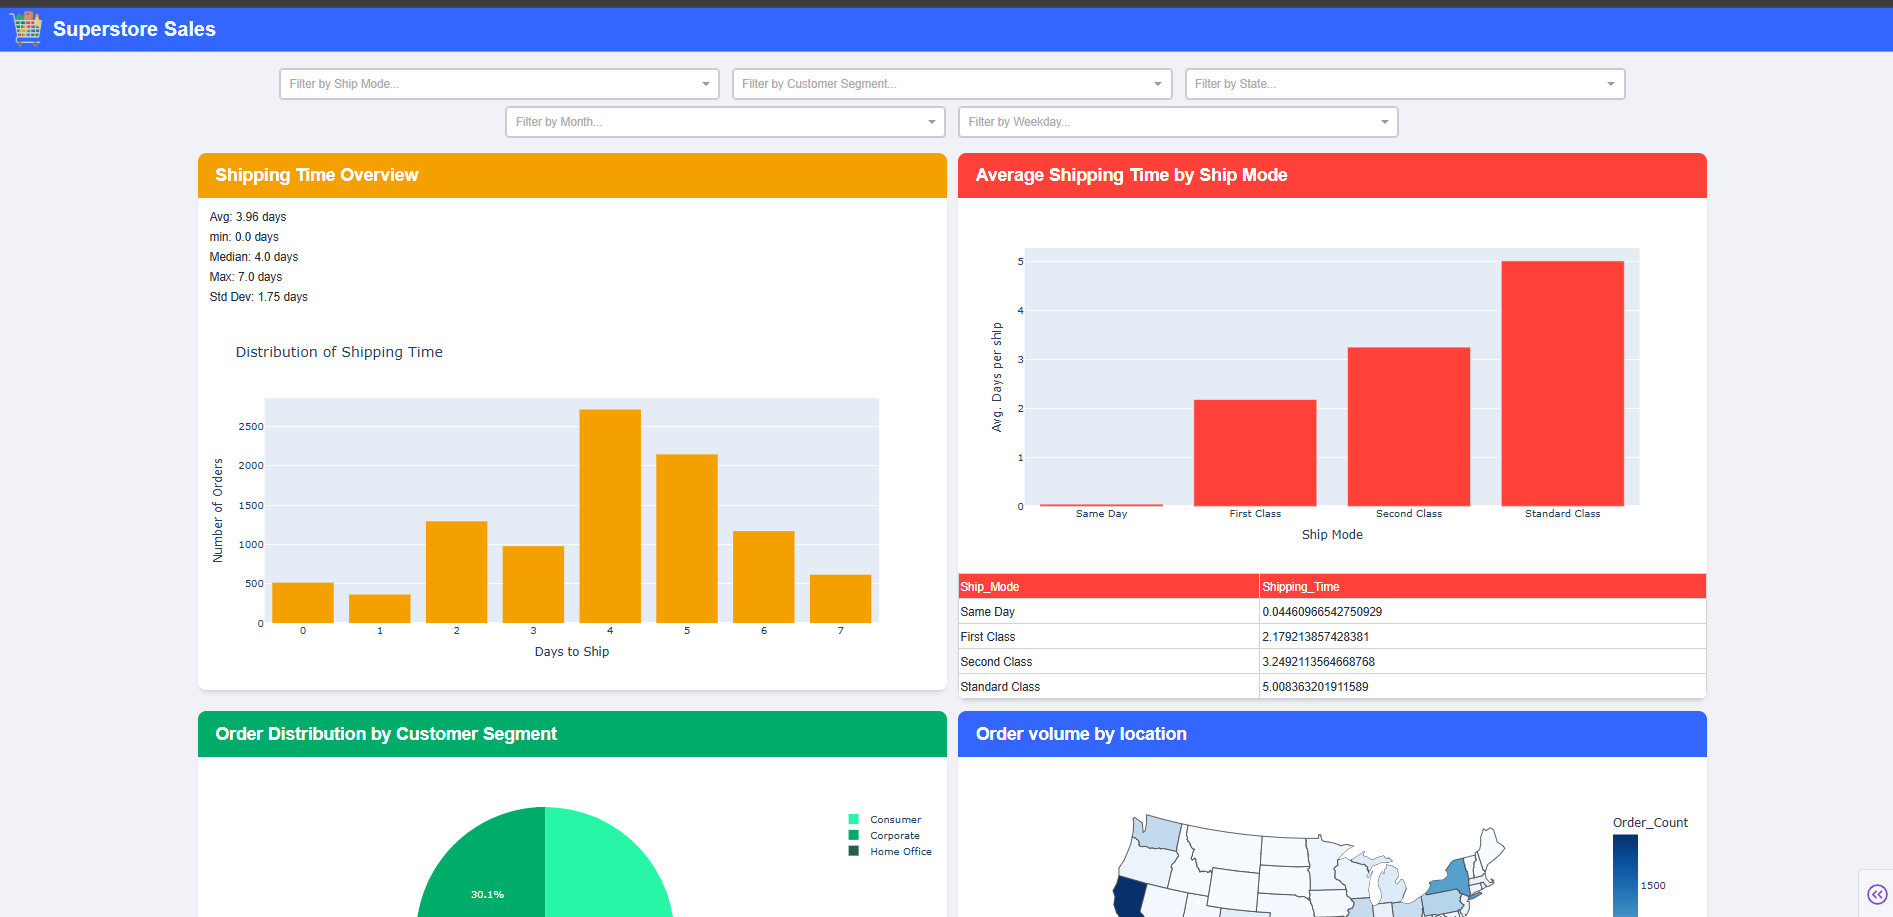 Superstore Sales
Filter by Ship Mode...
Filter by Customer Segment...
Filter by State...
Filter by Month...
Filter by Weekday...
Shipping Time Overview
Avg: 3.96 days
min: 0.0 days
Median: 4.0 days
Max: 7.0 days
Std Dev: 1.75 days
Distribution of Shipping Time
Number of Orders
2500
2000
1500
1000
500
0
0 1 2 3 4 5 6 7
Days to Ship
Average Shipping Time by Ship Mode
Avg. Days per ship
5
4
3
2
1
0
Same Day First Class Second Class Standard Class
Ship Mode
Ship_Mode Shipping_Time
Same Day 0.04460966542750929
First Class 2.179213857428381
Second Class 3.2492113564668768
Standard Class 5.008363201911589
Order Distribution by Customer Segment
Consumer
Corporate
Home Office
30.1%
Order volume by location
Order_Count
1500